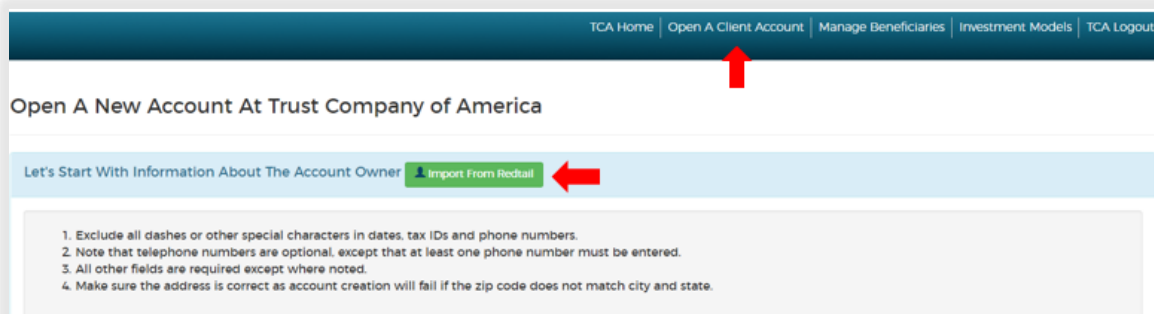 TCA Home | Open A Client Account | Manage Beneficiaries | Investment Models | TCA Logout
Open A New Account At Trust Company of America
Let's Start With Information About The Account Owner Import From Redtail
1. Exclude all dashes or other special characters in dates, tax IDs and phone numbers.
2. Note that telephone numbers are optional, except that at least one phone number must be entered.
3. All other fields are required except where noted.
4. Make sure the address is correct as account creation will fail if the zip code does not match city and state.